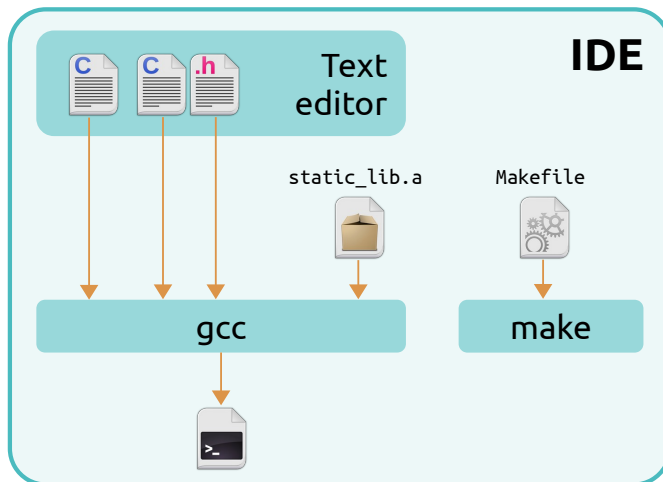 IDE
C
C
.h
Text
editor
static_lib.a
Makefile
gcc
make
>_